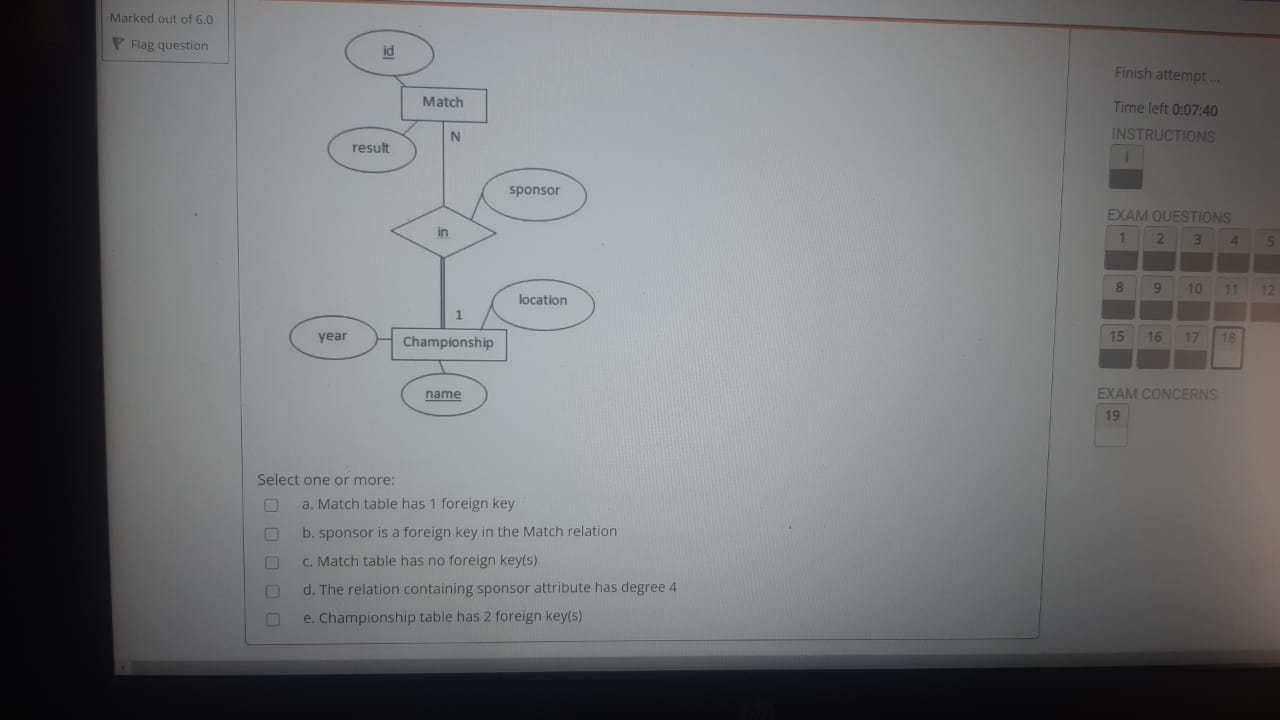 Marked out of 6.0
Flag question
id
Match
N
result
sponsor
in
location
1
year
Championship
name
Select one or more:
a. Match table has 1 foreign key
b. sponsor is a foreign key in the Match relation
c. Match table has no foreign key(s)
d. The relation containing sponsor attribute has degree 4
e. Championship table has 2 foreign key(s)
Finish attempt ...
Time left 0:07:40
INSTRUCTIONS
i
EXAM QUESTIONS
1 2 3 4 5
8 9 10 11 12
15 16 17 18
EXAM CONCERNS
19